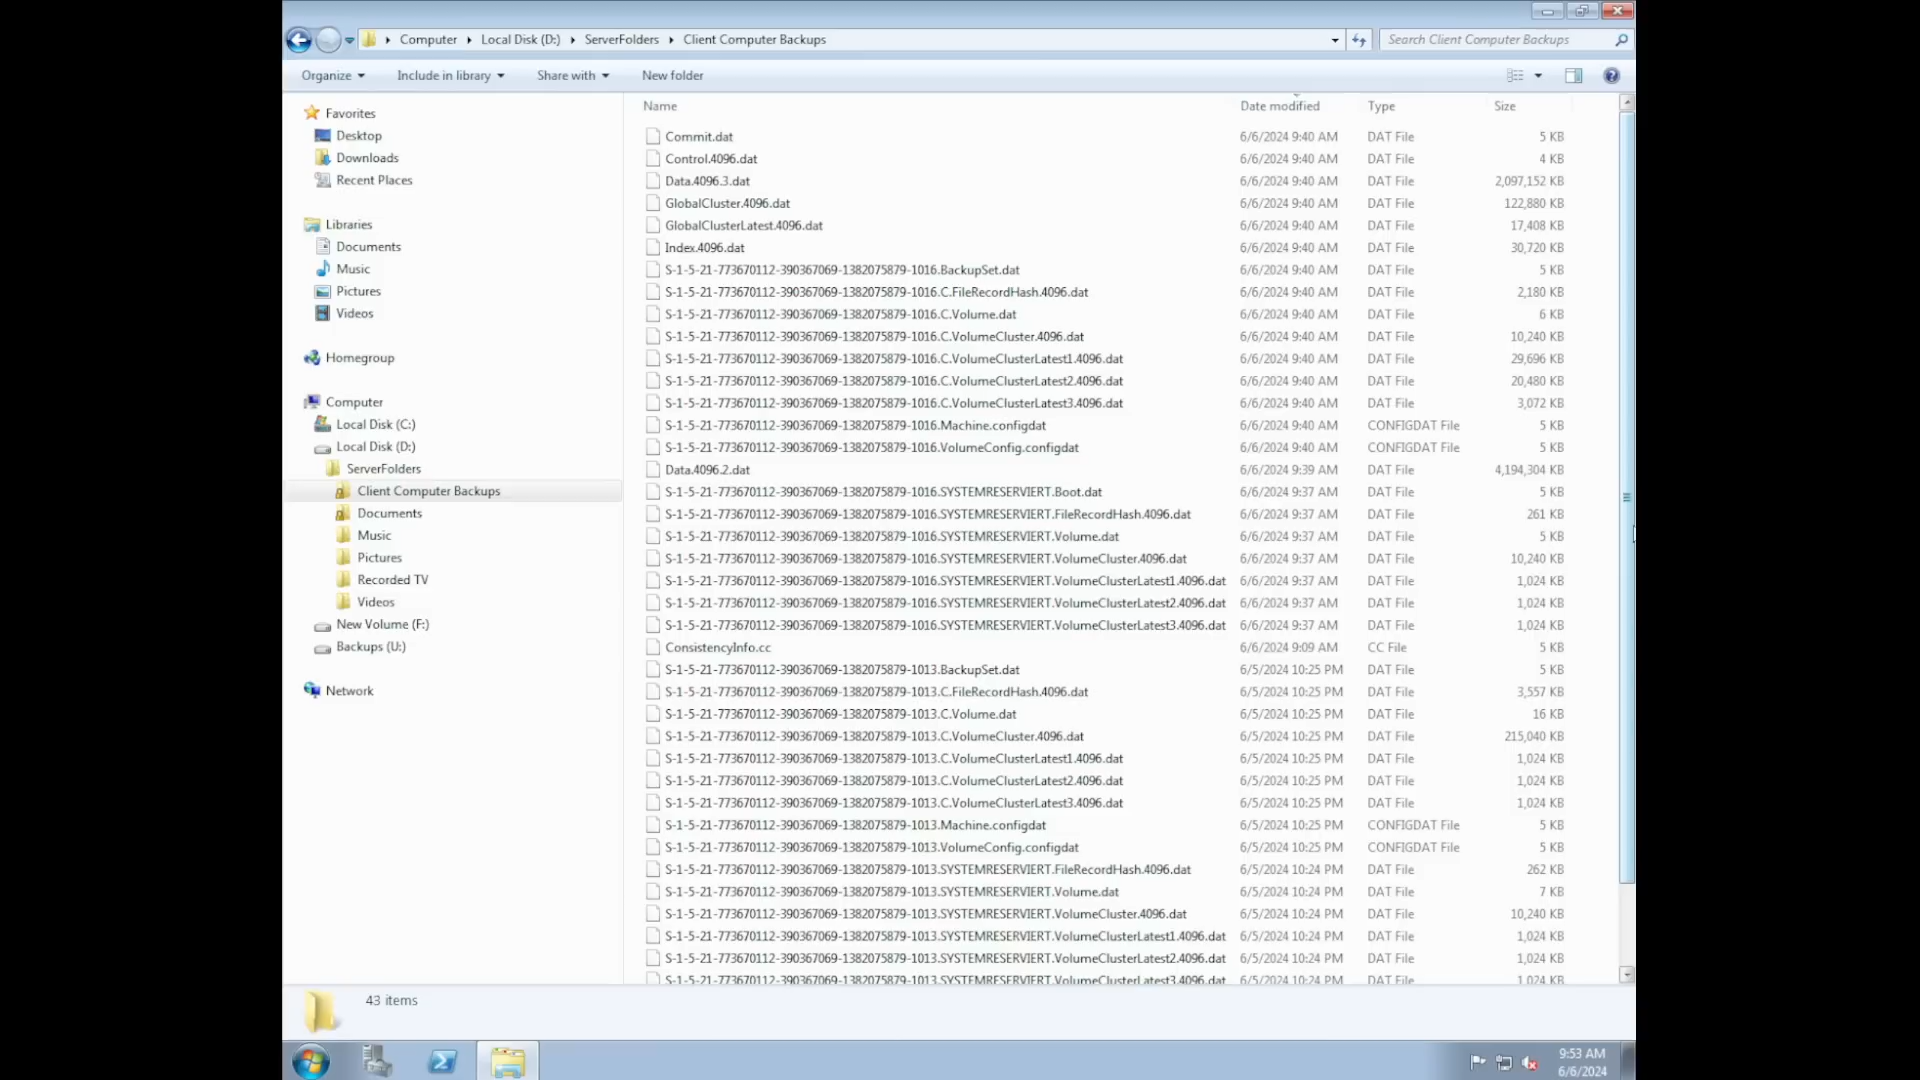 Computer Local Disk (D:) ServerFolders Client Computer Backups
Search Client Computer Backups
Organize Include in library Share with New folder
Favorites
Desktop
Downloads
Recent Places
Libraries
Documents
Music
Pictures
Videos
Homegroup
Computer
Local Disk (C:)
Local Disk (D:)
ServerFolders
Client Computer Backups
Documents
Music
Pictures
Recorded TV
Videos
New Volume (F:)
Backups (U:)
Network
Name Date modified Type Size
Commit.dat 6/6/2024 9:40 AM DAT File 5 KB
Control.4096.dat 6/6/2024 9:40 AM DAT File 4 KB
Data.4096.3.dat 6/6/2024 9:40 AM DAT File 2,097,152 KB
GlobalCluster.4096.dat 6/6/2024 9:40 AM DAT File 122,880 KB
GlobalClusterLatest.4096.dat 6/6/2024 9:40 AM DAT File 17,408 KB
Index.4096.dat 6/6/2024 9:40 AM DAT File 30,720 KB
S-1-5-21-773670112-390367069-1382075879-1016.BackupSet.dat 6/6/2024 9:40 AM DAT File 5 KB
S-1-5-21-773670112-390367069-1382075879-1016.C.FileRecordHash.4096.dat 6/6/2024 9:40 AM DAT File 2,180 KB
S-1-5-21-773670112-390367069-1382075879-1016.C.Volume.dat 6/6/2024 9:40 AM DAT File 6 KB
S-1-5-21-773670112-390367069-1382075879-1016.C.VolumeCluster.4096.dat 6/6/2024 9:40 AM DAT File 10,240 KB
S-1-5-21-773670112-390367069-1382075879-1016.C.VolumeClusterLatest1.4096.dat 6/6/2024 9:40 AM DAT File 29,696 KB
S-1-5-21-773670112-390367069-1382075879-1016.C.VolumeClusterLatest2.4096.dat 6/6/2024 9:40 AM DAT File 20,480 KB
S-1-5-21-773670112-390367069-1382075879-1016.C.VolumeClusterLatest3.4096.dat 6/6/2024 9:40 AM DAT File 3,072 KB
S-1-5-21-773670112-390367069-1382075879-1016.Machine.configdat 6/6/2024 9:40 AM CONFIGDAT File 5 KB
S-1-5-21-773670112-390367069-1382075879-1016.VolumeConfig.configdat 6/6/2024 9:40 AM CONFIGDAT File 5 KB
Data.4096.2.dat 6/6/2024 9:39 AM DAT File 4,194,304 KB
S-1-5-21-773670112-390367069-1382075879-1016.SYSTEMRESERVIERT.Boot.dat 6/6/2024 9:37 AM DAT File 5 KB
S-1-5-21-773670112-390367069-1382075879-1016.SYSTEMRESERVIERT.FileRecordHash.4096.dat 6/6/2024 9:37 AM DAT File 261 KB
S-1-5-21-773670112-390367069-1382075879-1016.SYSTEMRESERVIERT.Volume.dat 6/6/2024 9:37 AM DAT File 5 KB
S-1-5-21-773670112-390367069-1382075879-1016.SYSTEMRESERVIERT.VolumeCluster.4096.dat 6/6/2024 9:37 AM DAT File 10,240 KB
S-1-5-21-773670112-390367069-1382075879-1016.SYSTEMRESERVIERT.VolumeClusterLatest1.4096.dat 6/6/2024 9:37 AM DAT File 1,024 KB
S-1-5-21-773670112-390367069-1382075879-1016.SYSTEMRESERVIERT.VolumeClusterLatest2.4096.dat 6/6/2024 9:37 AM DAT File 1,024 KB
S-1-5-21-773670112-390367069-1382075879-1016.SYSTEMRESERVIERT.VolumeClusterLatest3.4096.dat 6/6/2024 9:37 AM DAT File 1,024 KB
ConsistencyInfo.cc 6/6/2024 9:09 AM CC File 5 KB
S-1-5-21-773670112-390367069-1382075879-1013.BackupSet.dat 6/5/2024 10:25 PM DAT File 5 KB
S-1-5-21-773670112-390367069-1382075879-1013.C.FileRecordHash.4096.dat 6/5/2024 10:25 PM DAT File 3,557 KB
S-1-5-21-773670112-390367069-1382075879-1013.C.Volume.dat 6/5/2024 10:25 PM DAT File 16 KB
S-1-5-21-773670112-390367069-1382075879-1013.C.VolumeCluster.4096.dat 6/5/2024 10:25 PM DAT File 215,040 KB
S-1-5-21-773670112-390367069-1382075879-1013.C.VolumeClusterLatest1.4096.dat 6/5/2024 10:25 PM DAT File 1,024 KB
S-1-5-21-773670112-390367069-1382075879-1013.C.VolumeClusterLatest2.4096.dat 6/5/2024 10:25 PM DAT File 1,024 KB
S-1-5-21-773670112-390367069-1382075879-1013.C.VolumeClusterLatest3.4096.dat 6/5/2024 10:25 PM DAT File 1,024 KB
S-1-5-21-773670112-390367069-1382075879-1013.Machine.configdat 6/5/2024 10:25 PM CONFIGDAT File 5 KB
S-1-5-21-773670112-390367069-1382075879-1013.VolumeConfig.configdat 6/5/2024 10:25 PM CONFIGDAT File 5 KB
S-1-5-21-773670112-390367069-1382075879-1013.SYSTEMRESERVIERT.FileRecordHash.4096.dat 6/5/2024 10:24 PM DAT File 262 KB
S-1-5-21-773670112-390367069-1382075879-1013.SYSTEMRESERVIERT.Volume.dat 6/5/2024 10:24 PM DAT File 7 KB
S-1-5-21-773670112-390367069-1382075879-1013.SYSTEMRESERVIERT.VolumeCluster.4096.dat 6/5/2024 10:24 PM DAT File 10,240 KB
S-1-5-21-773670112-390367069-1382075879-1013.SYSTEMRESERVIERT.VolumeClusterLatest1.4096.dat 6/5/2024 10:24 PM DAT File 1,024 KB
S-1-5-21-773670112-390367069-1382075879-1013.SYSTEMRESERVIERT.VolumeClusterLatest2.4096.dat 6/5/2024 10:24 PM DAT File 1,024 KB
S-1-5-21-773670112-390367069-1382075879-1013.SYSTEMRESERVIERT.VolumeClusterLatest3.4096.dat 6/5/2024 10:24 PM DAT File 1,024 KB
43 items
9:53 AM
6/6/2024